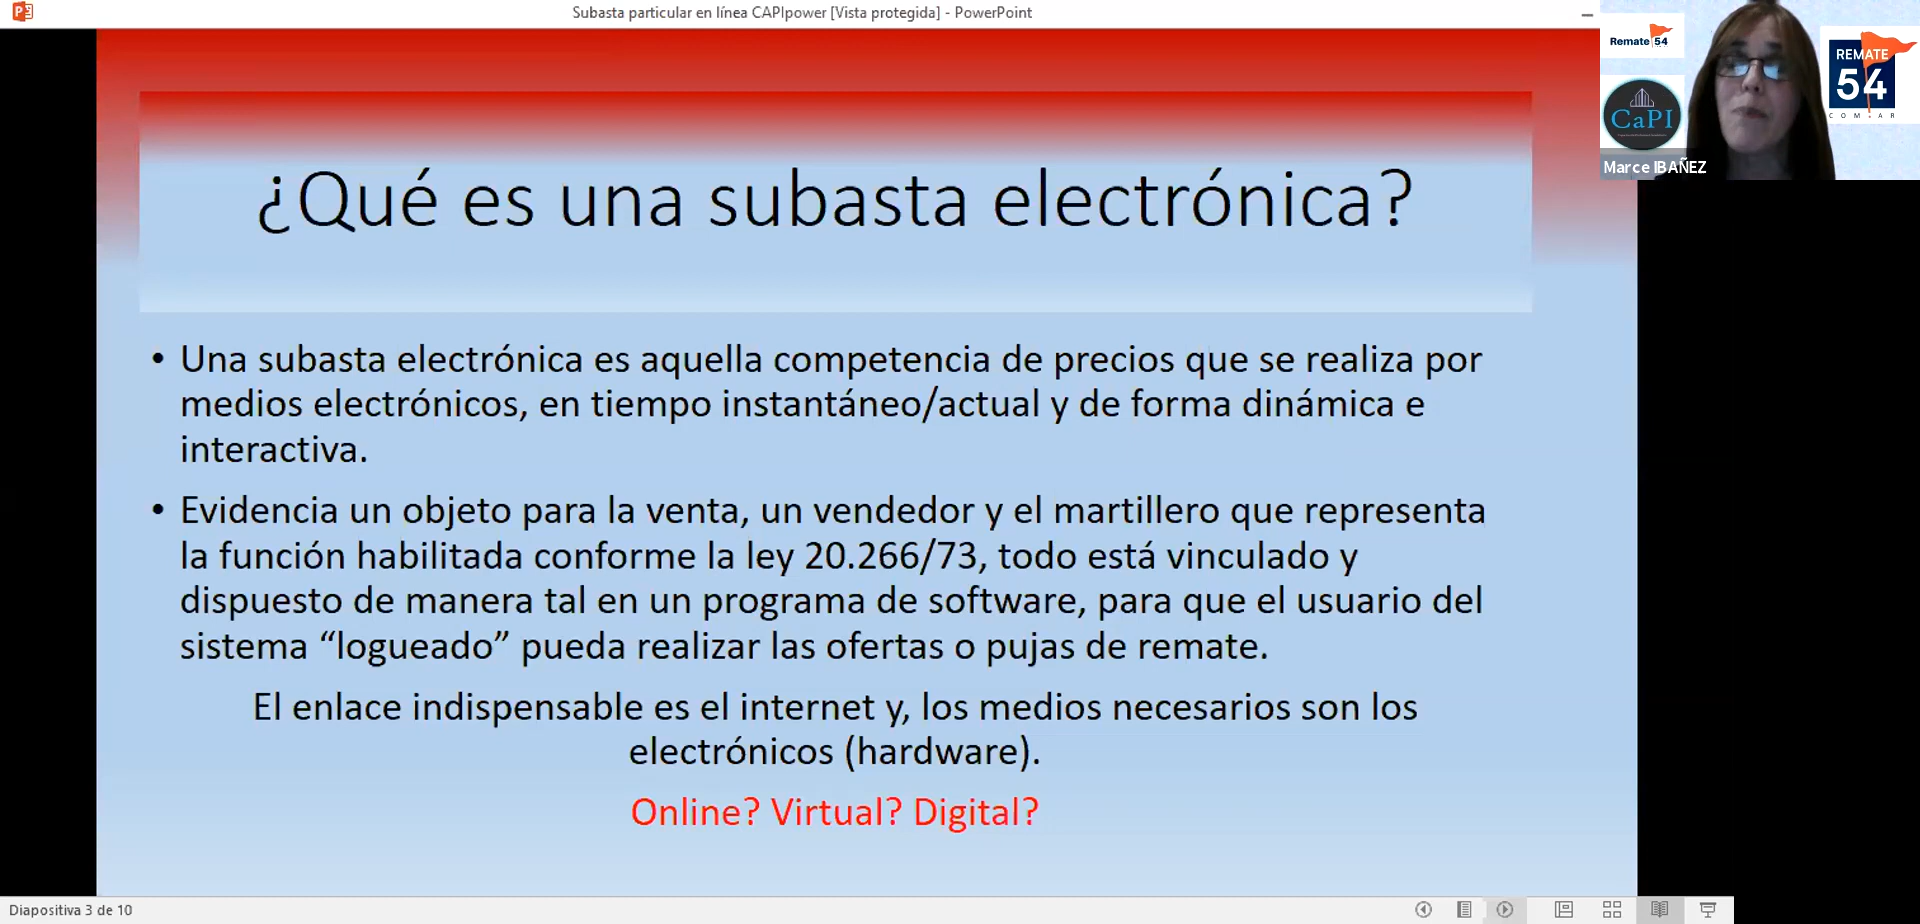 Subasta particular en línea CAPIpower [Vista protegida] - PowerPoint
Remate 54
REMATE
54
COM.AR
CaPI
Marce IBAÑEZ
¿Qué es una subasta electrónica?
• Una subasta electrónica es aquella competencia de precios que se realiza por
medios electrónicos, en tiempo instantáneo/actual y de forma dinámica e
interactiva.
• Evidencia un objeto para la venta, un vendedor y el martillero que representa
la función habilitada conforme la ley 20.266/73, todo está vinculado y
dispuesto de manera tal en un programa de software, para que el usuario del
sistema “logueado” pueda realizar las ofertas o pujas de remate.
El enlace indispensable es el internet y, los medios necesarios son los
electrónicos (hardware).
Online? Virtual? Digital?
Diapositiva 3 de 10